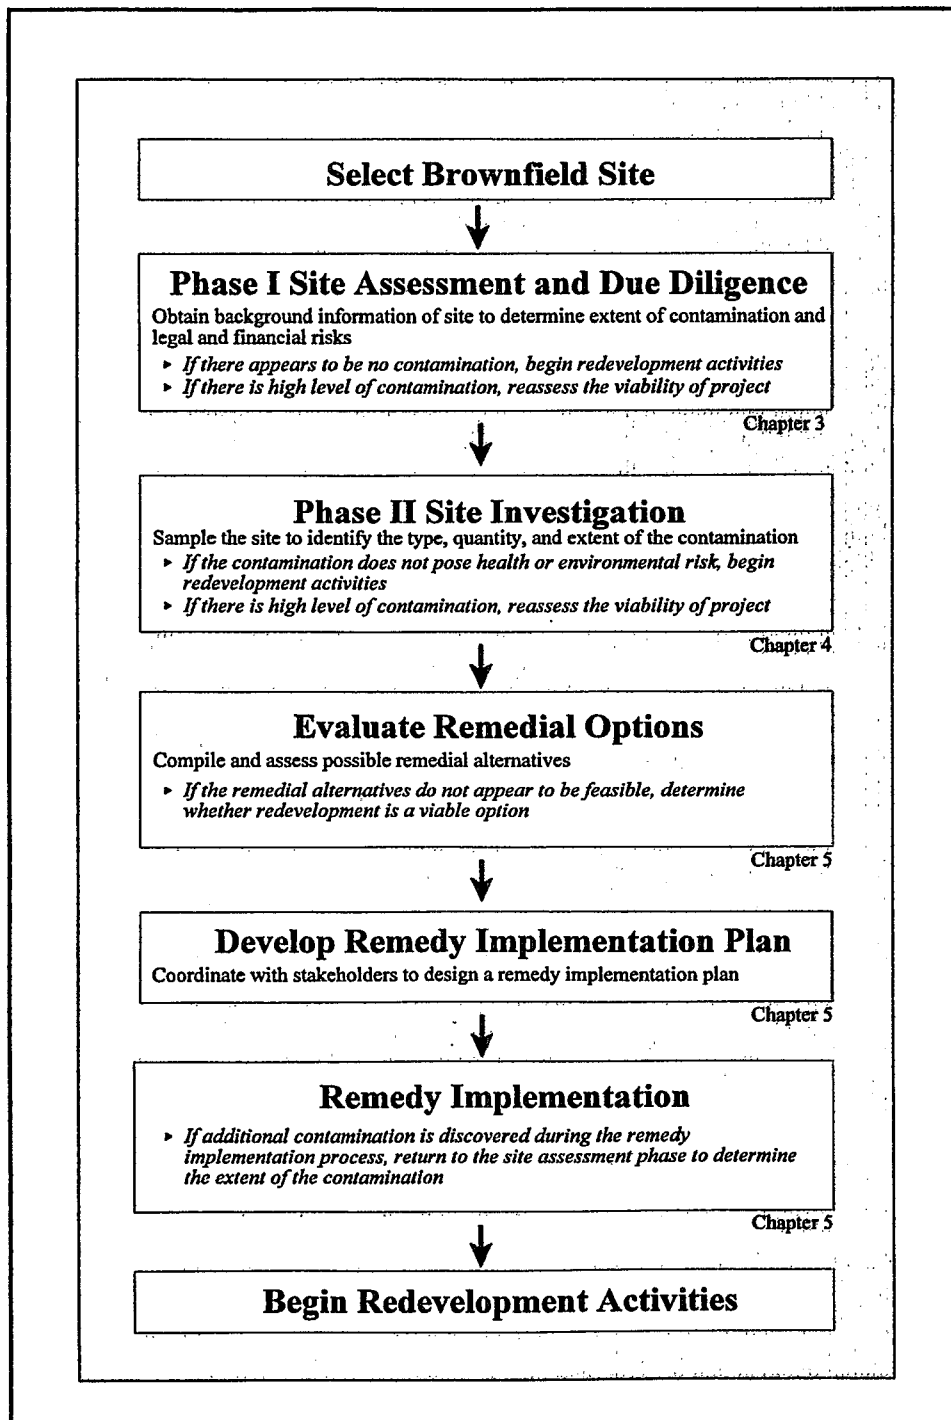 Select Brownfield Site
Phase I Site Assessment and Due Diligence
Obtain background information of site to determine extent of contamination and
legal and financial risks
▸ If there appears to be no contamination, begin redevelopment activities
▸ If there is high level of contamination, reassess the viability of project
Chapter 3
Phase II Site Investigation
Sample the site to identify the type, quantity, and extent of the contamination
▸ If the contamination does not pose health or environmental risk, begin
redevelopment activities
▸ If there is high level of contamination, reassess the viability of project
Chapter 4
Evaluate Remedial Options
Compile and assess possible remedial alternatives
▸ If the remedial alternatives do not appear to be feasible, determine
whether redevelopment is a viable option
Chapter 5
Develop Remedy Implementation Plan
Coordinate with stakeholders to design a remedy implementation plan
Chapter 5
Remedy Implementation
▸ If additional contamination is discovered during the remedy
implementation process, return to the site assessment phase to determine
the extent of the contamination
Chapter 5
Begin Redevelopment Activities